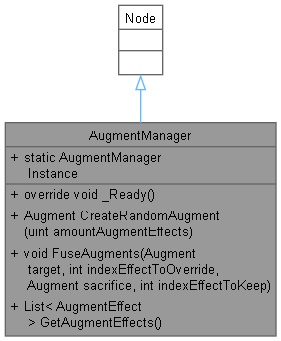 Node
AugmentManager
+ static AugmentManager
Instance
+ override void _Ready()
+ Augment CreateRandomAugment
(uint amountAugmentEffects)
+ void FuseAugments(Augment
target, int indexEffectToOverride,
Augment sacrifice, int indexEffectToKeep)
+ List< AugmentEffect
> GetAugmentEffects()